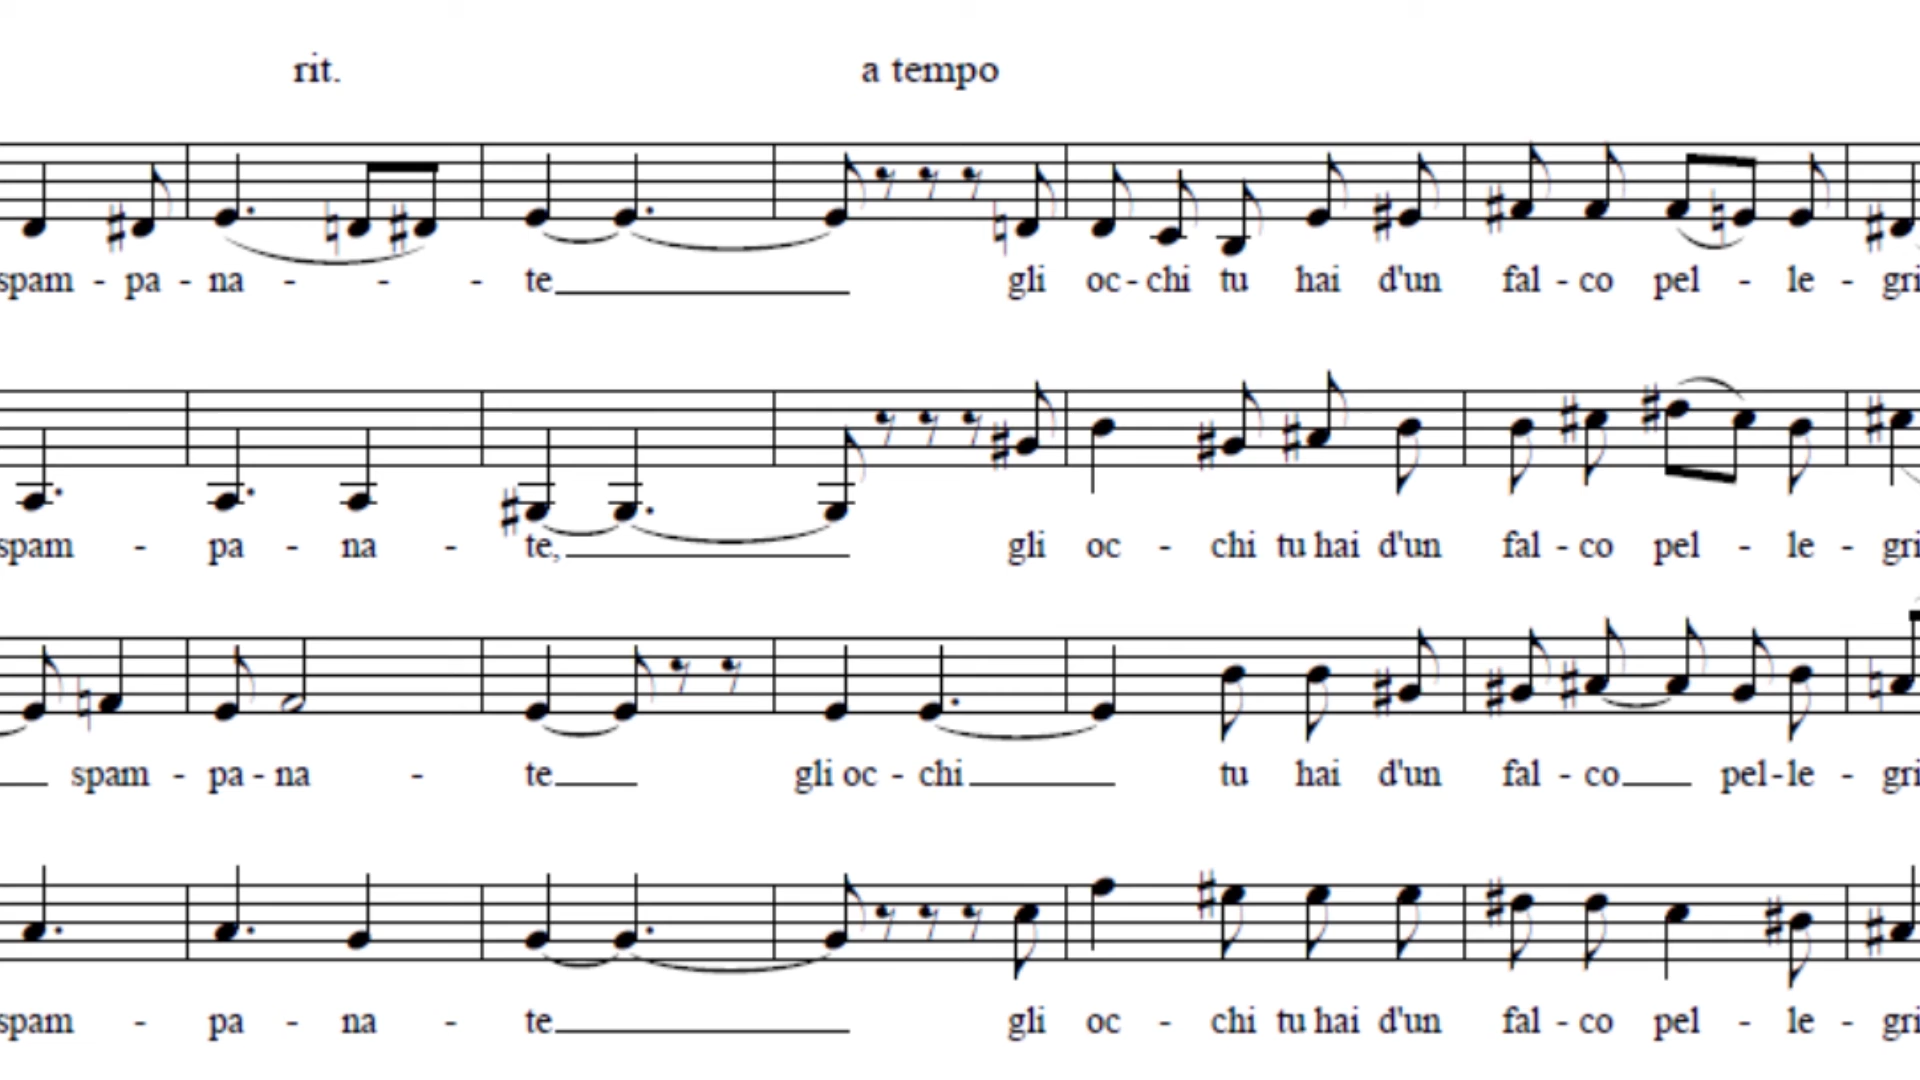 rit. a tempo
spam - pa - na - - - te gli oc - chi tu hai d'un fal - co pel - le - gri
spam - pa - na - te, gli oc - chi tu hai d'un fal - co pel - le - gri
spam - pa - na - te gli oc - chi tu hai d'un fal - co pel - le - gri
spam - pa - na - te gli oc - chi tu hai d'un fal - co pel - le - gri